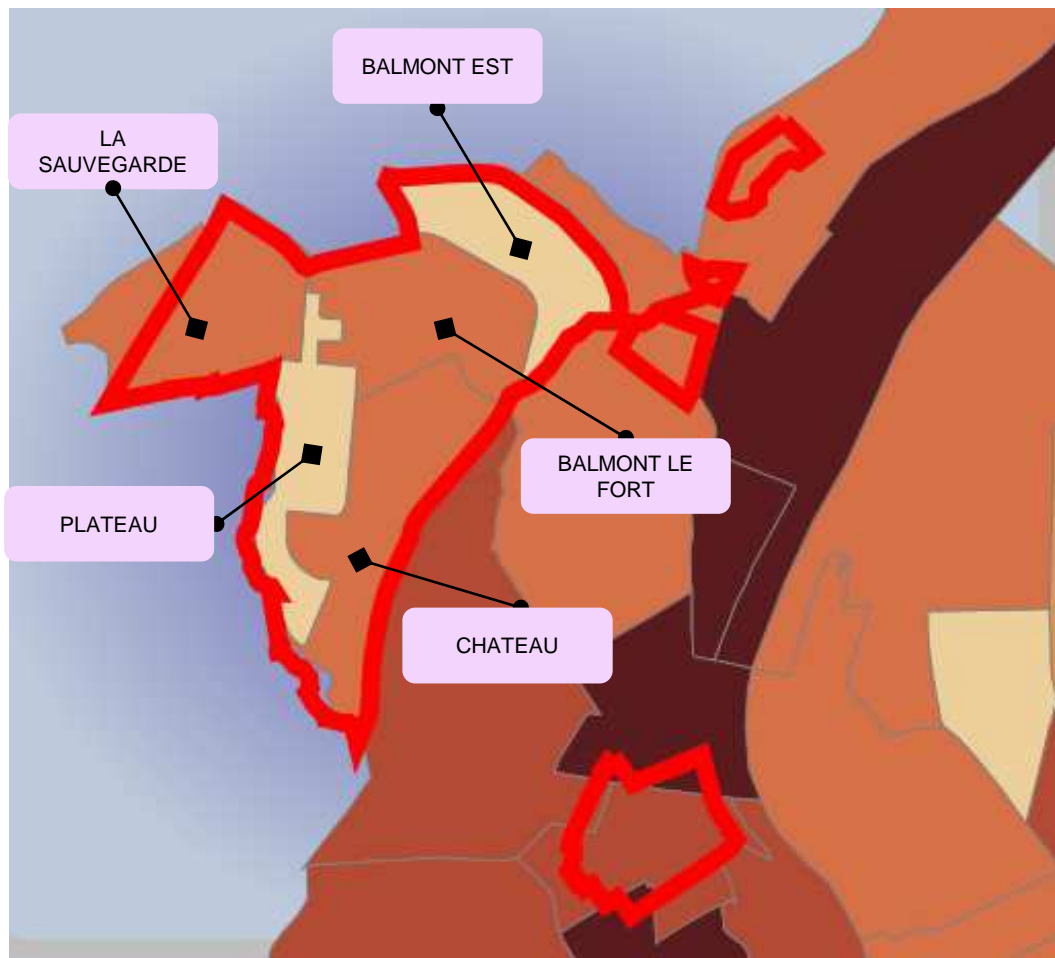 BALMONT EST
LA
SAUVEGARDE
BALMONT LE
FORT
PLATEAU
CHATEAU